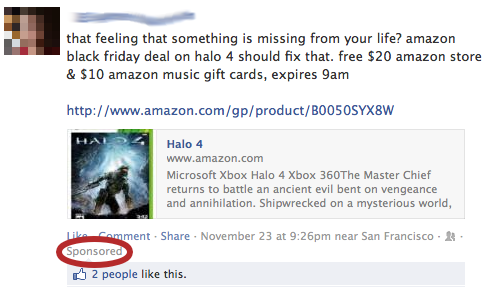 that feeling that something is missing from your life? amazon
black friday deal on halo 4 should fix that. free $20 amazon store
& $10 amazon music gift cards, expires 9am
http://www.amazon.com/gp/product/B0050SYX8W
HALO 4
Halo 4
www.amazon.com
Microsoft Xbox Halo 4 Xbox 360The Master Chief
returns to battle an ancient evil bent on vengeance
and annihilation. Shipwrecked on a mysterious world,
Like · Comment · Share · November 23 at 9:26pm near San Francisco ·
Sponsored
2 people like this.